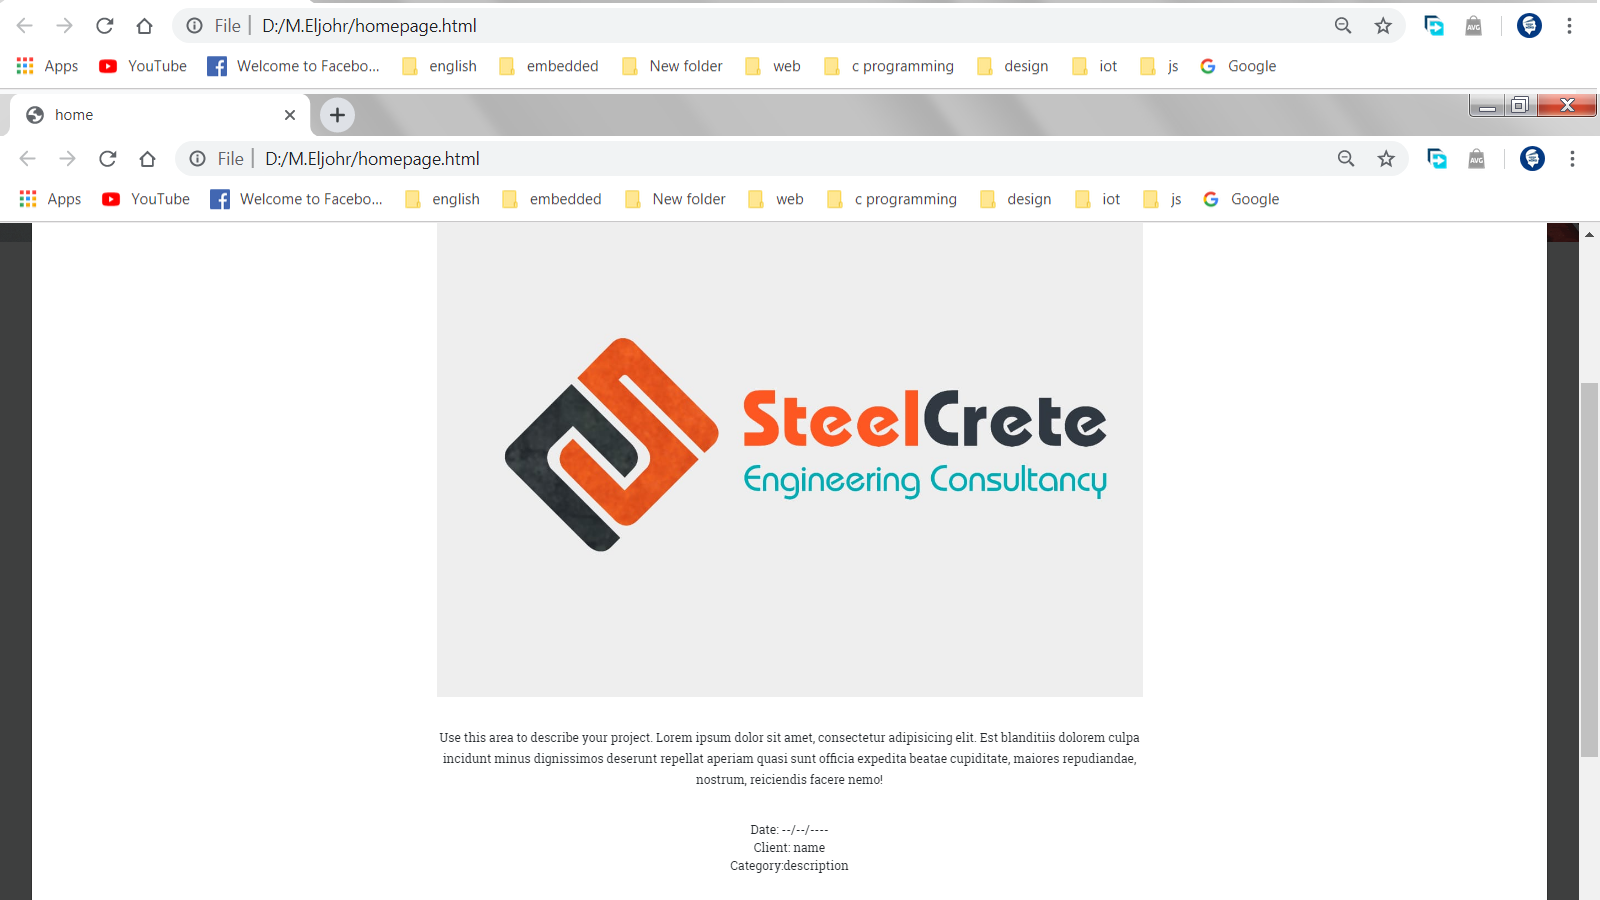 File | D:/M.Eljohr/homepage.html
Apps YouTube Welcome to Facebo... english embedded New folder web c programming design iot js Google
home
File | D:/M.Eljohr/homepage.html
AVG
Apps YouTube Welcome to Facebo... english embedded New folder web c programming design iot js Google
SteelCrete
Engineering Consultancy
Use this area to describe your project. Lorem ipsum dolor sit amet, consectetur adipisicing elit. Est blanditiis dolorem culpa
incidunt minus dignissimos deserunt repellat aperiam quasi sunt officia expedita beatae cupiditate, maiores repudiandae,
nostrum, reiciendis facere nemo!
Date: --/--/----
Client: name
Category:description